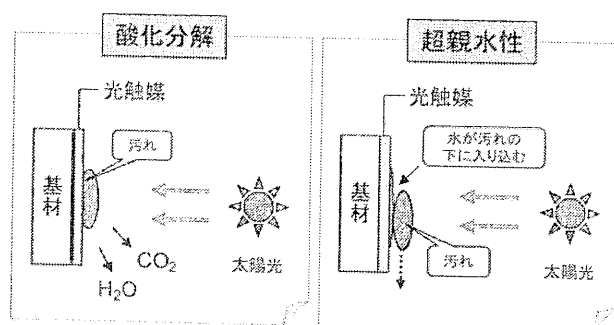 酸化分解
光触媒
汚れ
基材
CO₂
H₂O
太陽光
超親水性
光触媒
水が汚れの
下に入り込む
基材
汚れ
太陽光